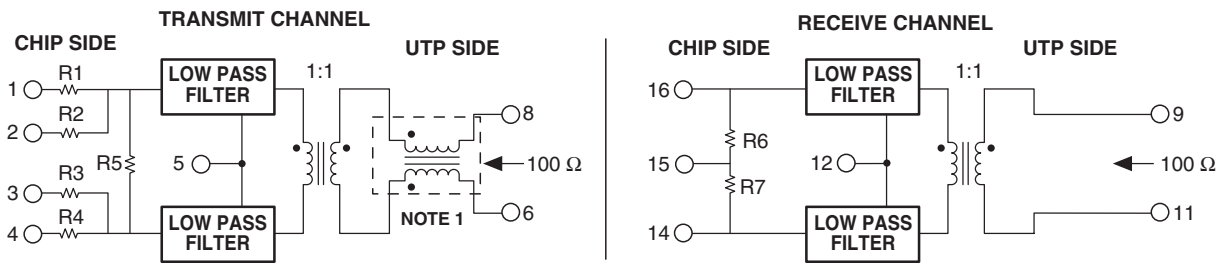 TRANSMIT CHANNEL
CHIP SIDE
UTP SIDE
1
R1
2
R2
R5
3
R3
4
R4
LOW PASS
FILTER
5
LOW PASS
FILTER
1:1
8
100 Ω
6
NOTE 1
RECEIVE CHANNEL
CHIP SIDE
UTP SIDE
16
R6
15
R7
14
LOW PASS
FILTER
12
LOW PASS
FILTER
1:1
9
100 Ω
11